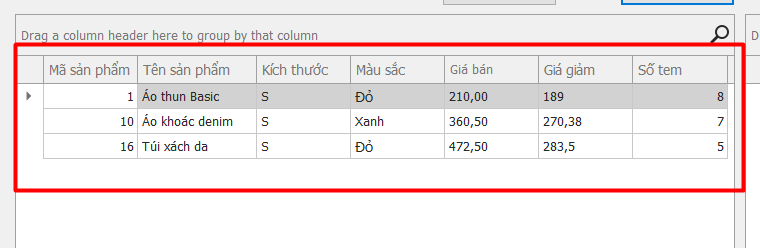 Drag a column header here to group by that column
Mã sản phẩm Tên sản phẩm Kích thước Màu sắc Giá bán Giá giảm Số tem
1 Áo thun Basic S Đỏ 210,00 189 8
10 Áo khoác denim S Xanh 360,50 270,38 7
16 Túi xách da S Đỏ 472,50 283,5 5
D